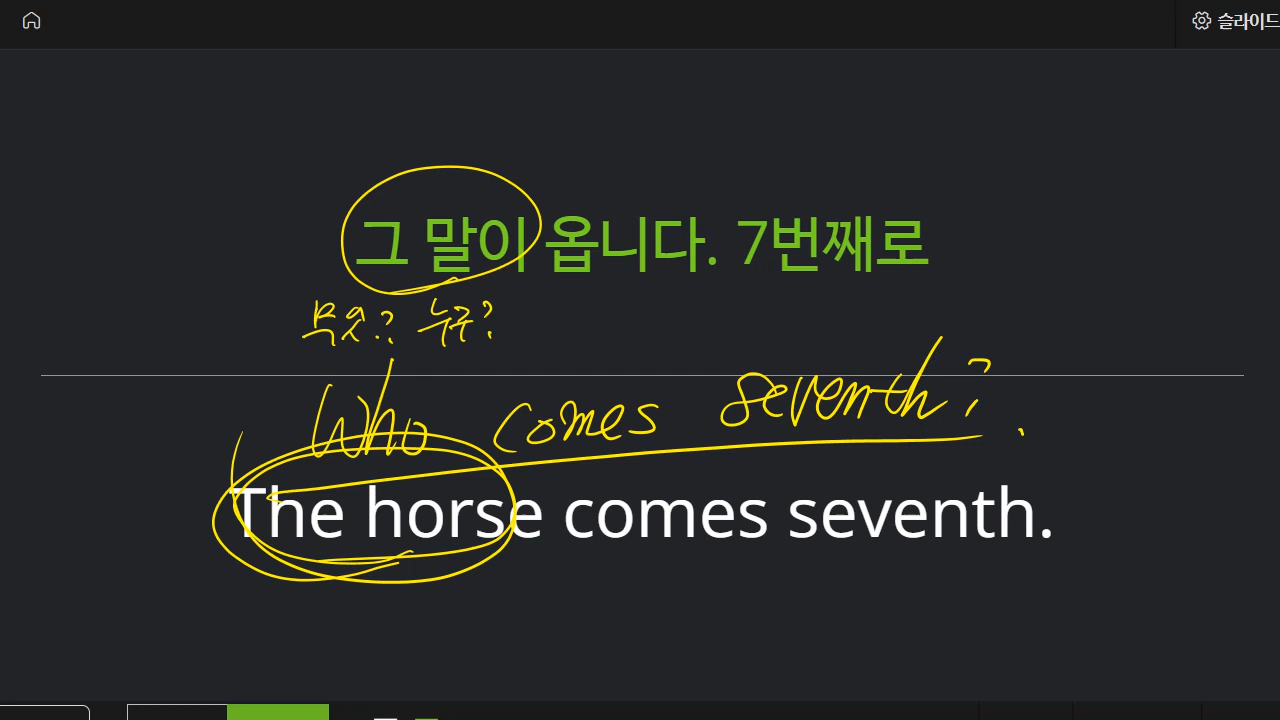 슬라이드
그 말이 옵니다. 7번째로
무엇? 누구?
Who comes seventh?
The horse comes seventh.